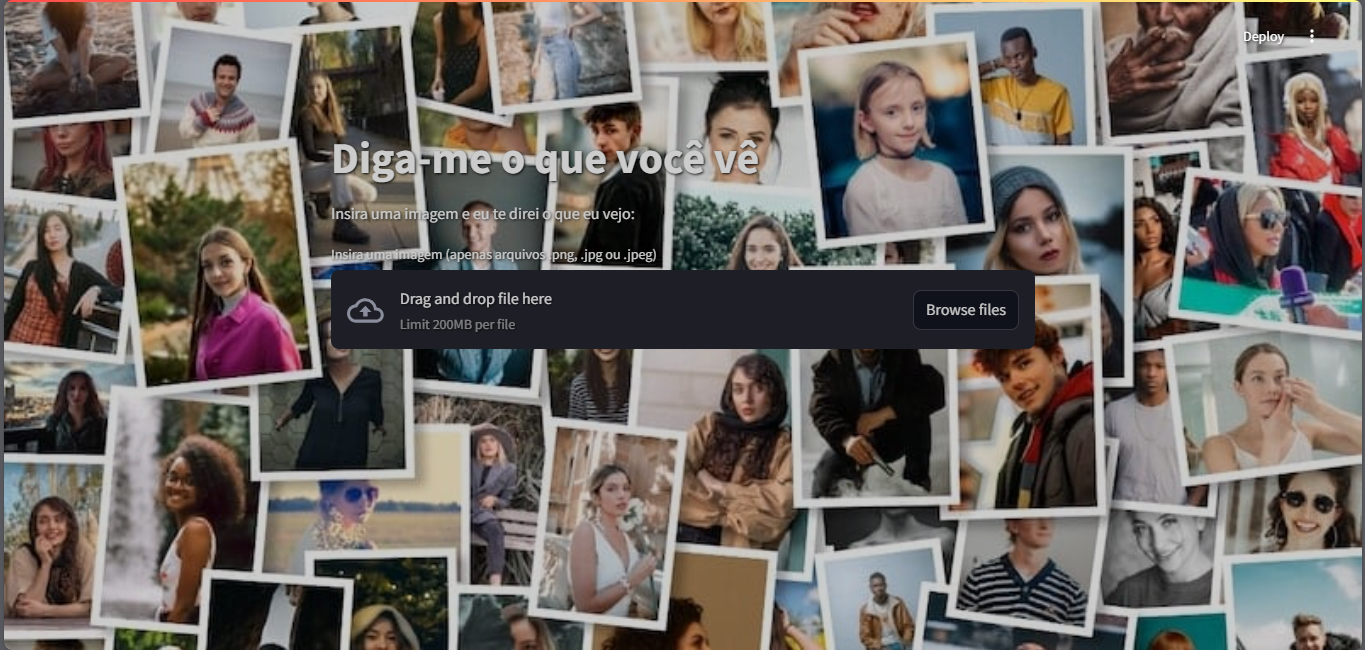 Deploy
Diga-me o que você vê
Insira uma imagem e eu te direi o que eu vejo:
Insira uma imagem (apenas arquivos .png, .jpg ou .jpeg)
Drag and drop file here
Limit 200MB per file
Browse files